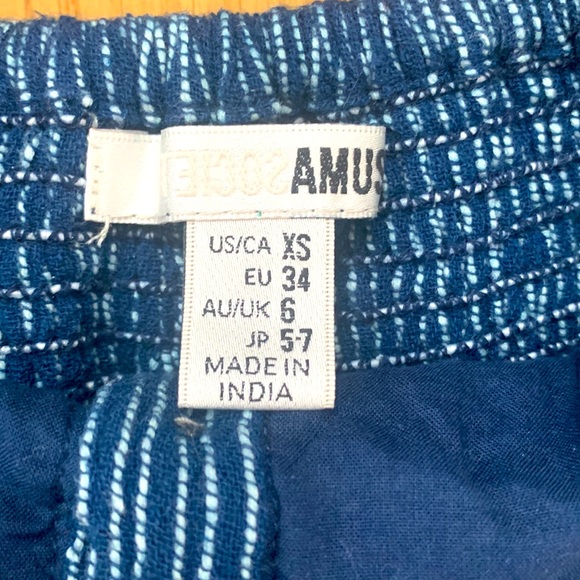 AMUS
US/CA XS
EU 34
AU/UK 6
JP 5-7
MADE IN
INDIA